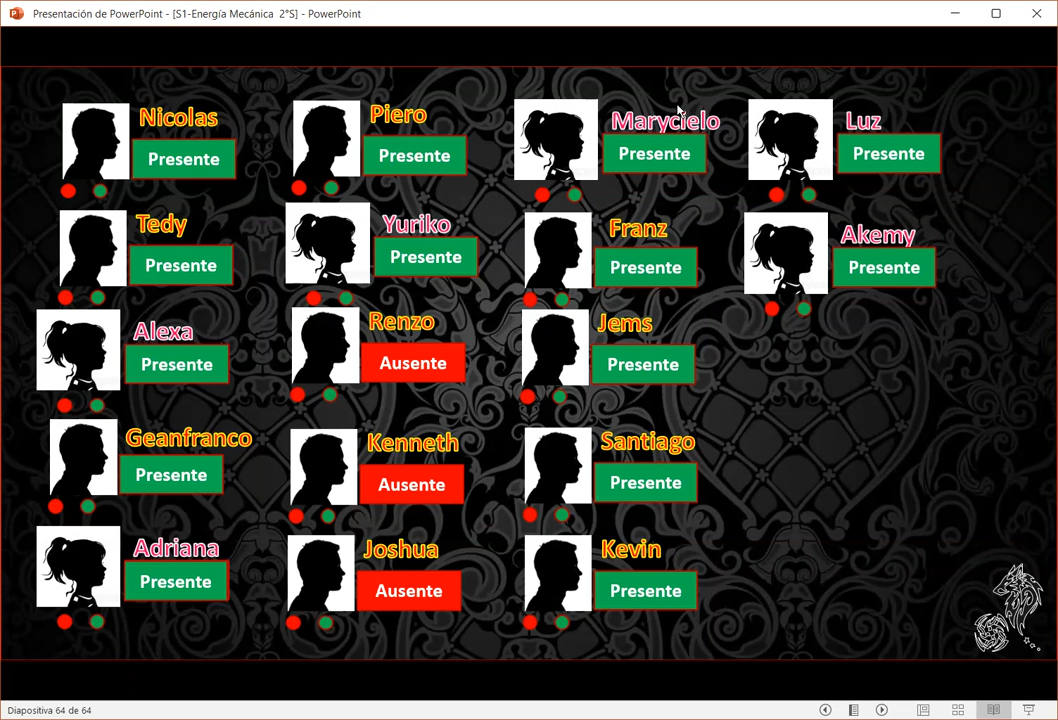 Presentación de PowerPoint - [S1-Energía Mecánica  2°S] - PowerPoint
Nicolas
Presente
Piero
Presente
Marycielo
Presente
Luz
Presente
Tedy
Presente
Yuriko
Presente
Franz
Presente
Akemy
Presente
Alexa
Presente
Renzo
Ausente
Jems
Presente
Geanfranco
Presente
Kenneth
Ausente
Santiago
Presente
Adriana
Presente
Joshua
Ausente
Kevin
Presente
Diapositiva 64 de 64